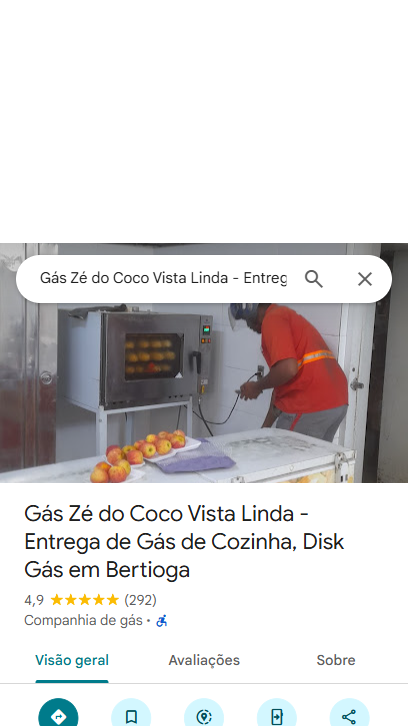 Gás Zé do Coco Vista Linda - Entreg
Gás Zé do Coco Vista Linda -
Entrega de Gás de Cozinha, Disk
Gás em Bertioga
4,9 (292)
Companhia de gás ·
Visão geral Avaliações Sobre